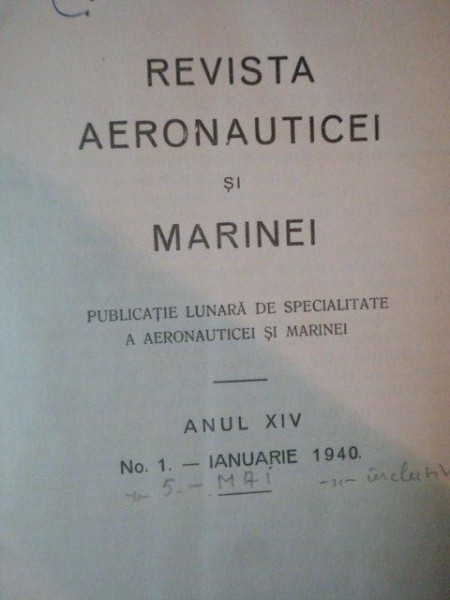 REVISTA
AERONAUTICEI
ȘI
MARINEI
PUBLICAȚIE LUNARĂ DE SPECIALITATE
A AERONAUTICEI ȘI MARINEI
ANUL XIV
No. 1. — IANUARIE 1940.
-"- 5. - MAI -"- inclusiv